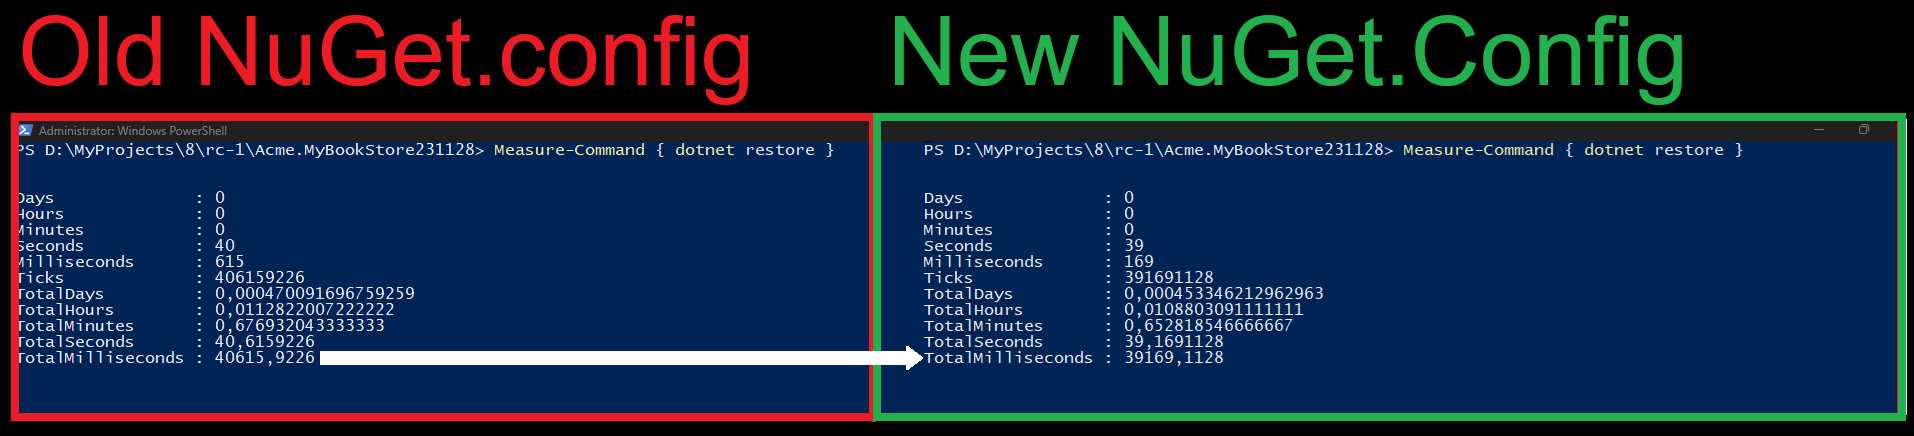 Old NuGet.config
New NuGet.Config
Administrator: Windows PowerShell
PS D:\MyProjects\8\rc-1\Acme.MyBookStore231128> Measure-Command { dotnet restore }
Days : 0
Hours : 0
Minutes : 0
Seconds : 40
Milliseconds : 615
Ticks : 406159226
TotalDays : 0,000470091696759259
TotalHours : 0,0112822007222222
TotalMinutes : 0,676932043333333
TotalSeconds : 40,6159226
TotalMilliseconds : 40615,9226
PS D:\MyProjects\8\rc-1\Acme.MyBookStore231128> Measure-Command { dotnet restore }
Days : 0
Hours : 0
Minutes : 0
Seconds : 39
Milliseconds : 169
Ticks : 391691128
TotalDays : 0,000453346212962963
TotalHours : 0,0108803091111111
TotalMinutes : 0,652818546666667
TotalSeconds : 39,1691128
TotalMilliseconds : 39169,1128